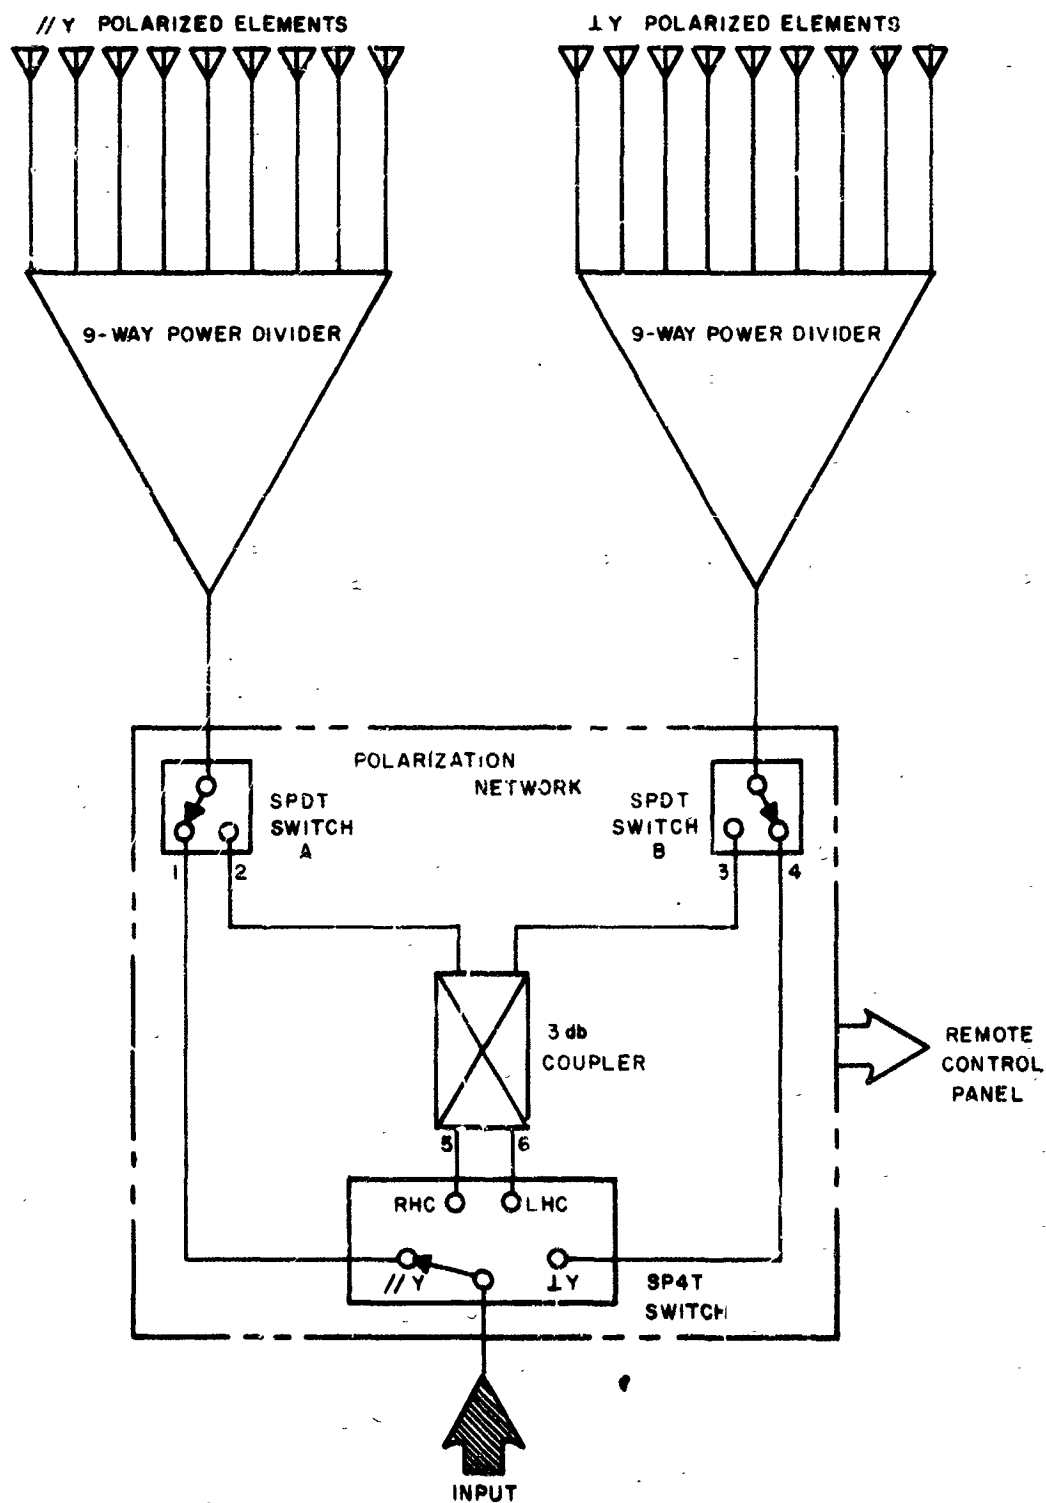 // Y POLARIZED ELEMENTS
⊥ Y POLARIZED ELEMENTS
9-WAY POWER DIVIDER
9-WAY POWER DIVIDER
POLARIZATION
NETWORK
SPDT
SWITCH
A
SPDT
SWITCH
B
1
2
3
4
3 db
COUPLER
REMOTE
CONTROL
PANEL
5
6
RHC
LHC
// Y
⊥ Y
SP4T
SWITCH
INPUT